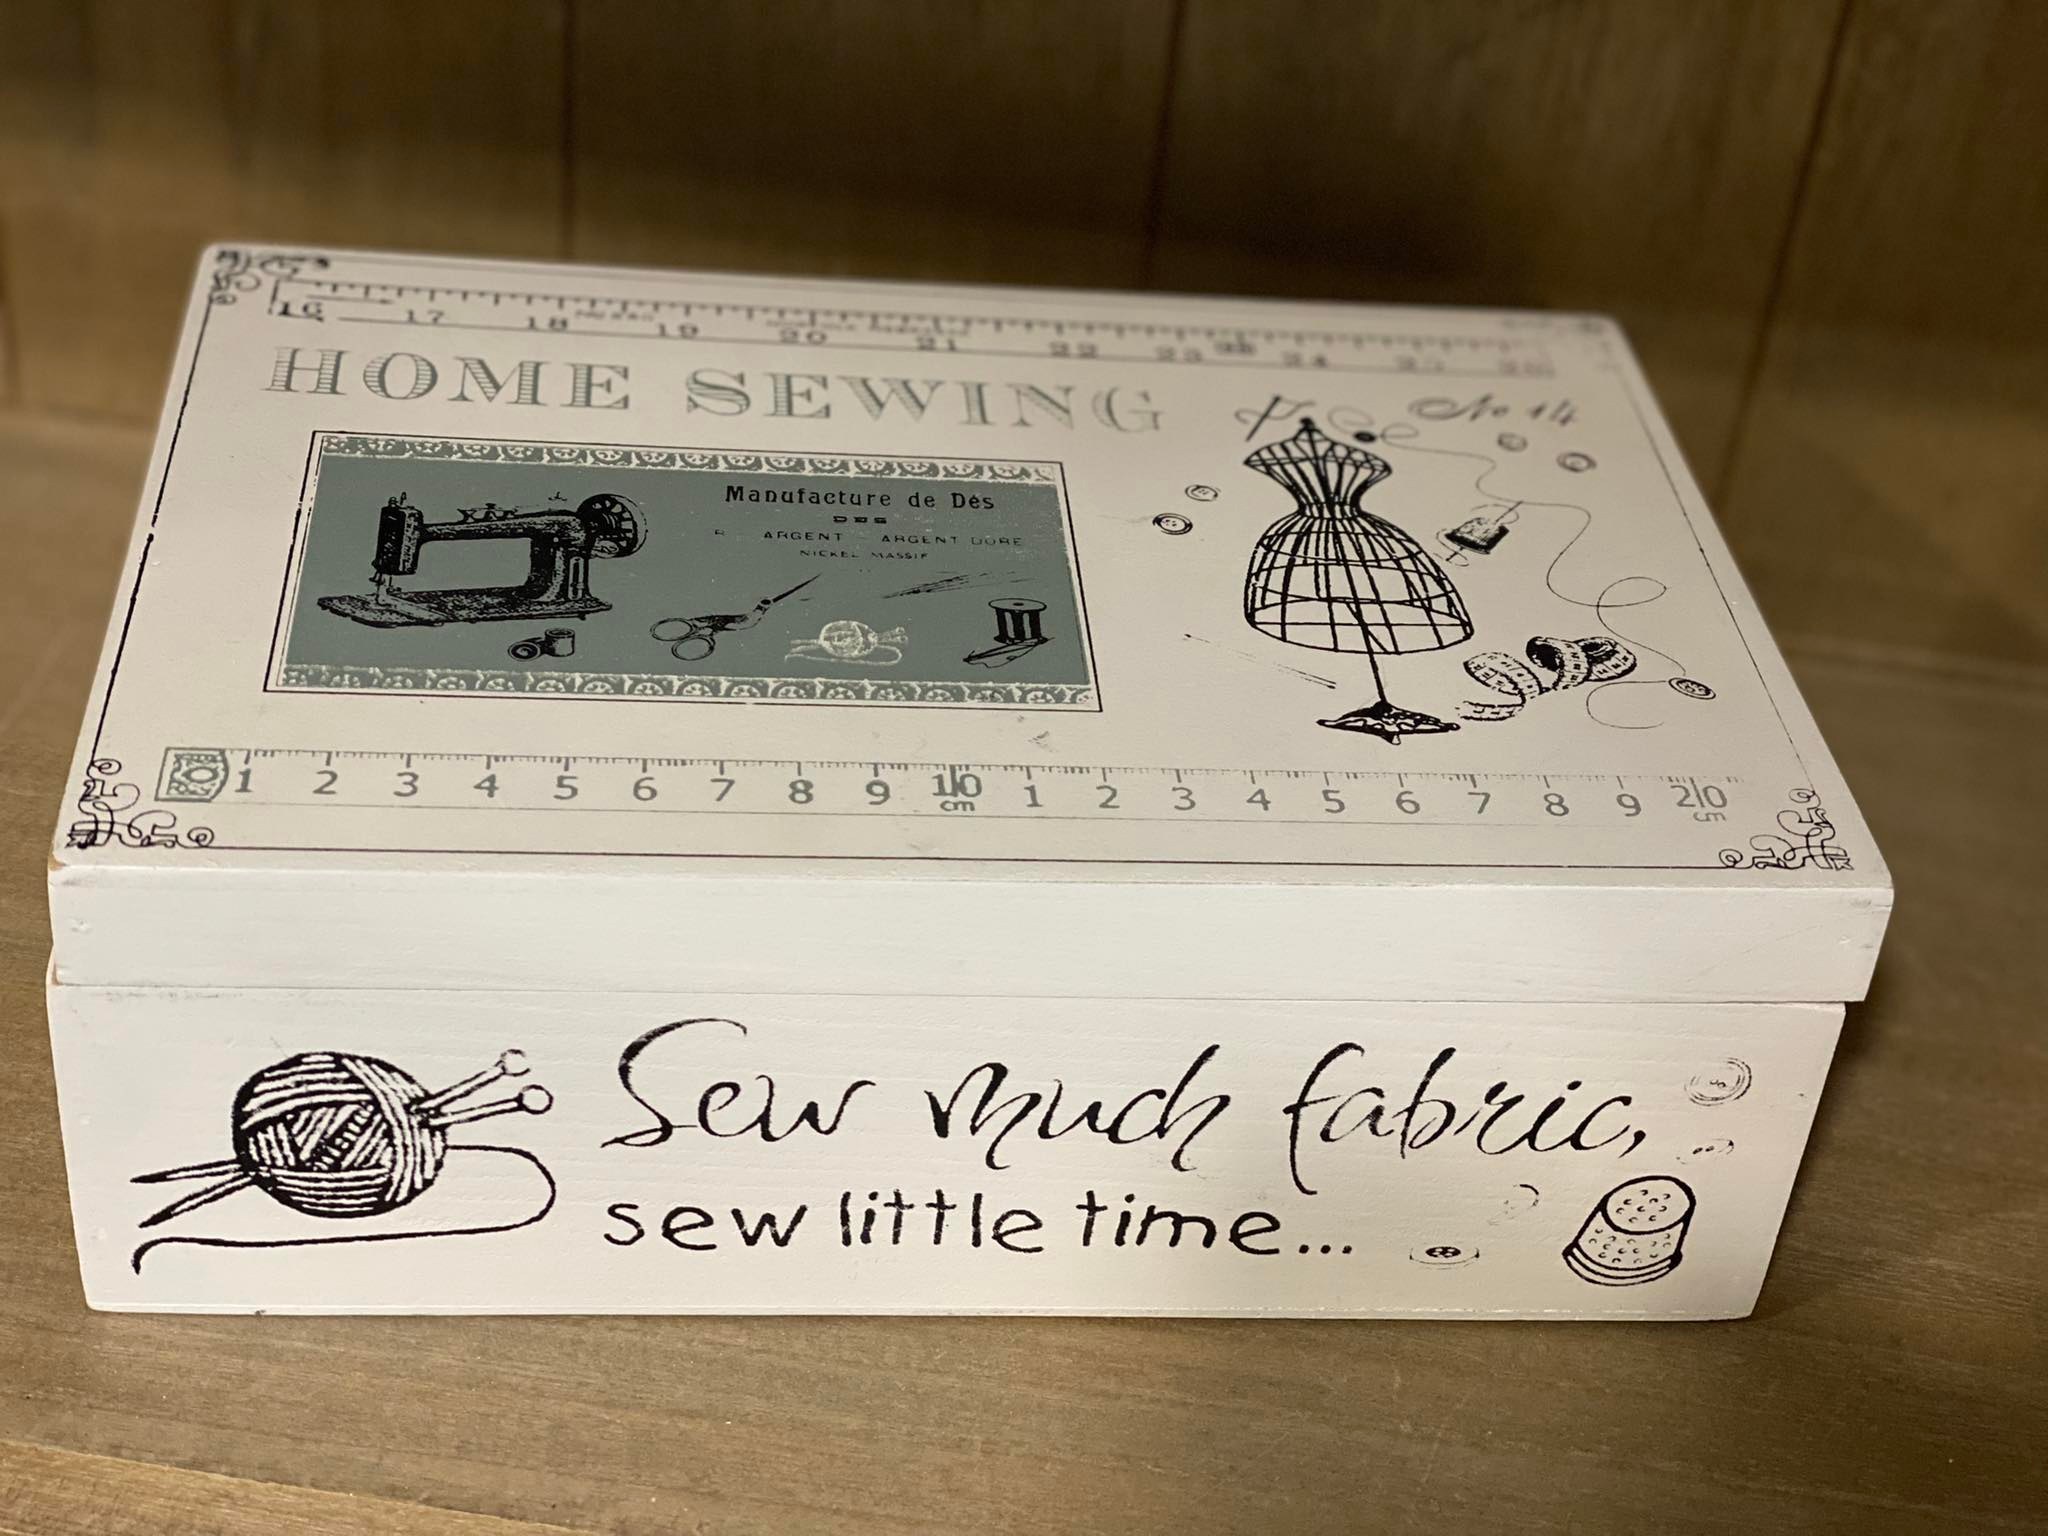 16 17 18 19 20 21 22 23 24
HOME SEWING
No 14
Manufacture de Dés
DES
ARGENT ARGENT DORE
NICKEL MASSIF
1 2 3 4 5 6 7 8 9 10 1 2 3 4 5 6 7 8 9 20
cm cm
Sew much fabric,
sew little time...